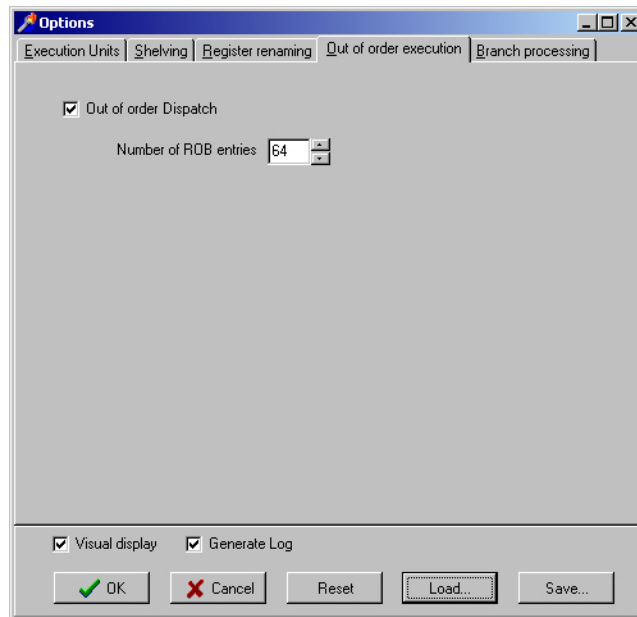 Options
Execution Units Shelving Register renaming Out of order execution Branch processing
Out of order Dispatch
Number of ROB entries 64
Visual display Generate Log
OK Cancel Reset Load... Save...